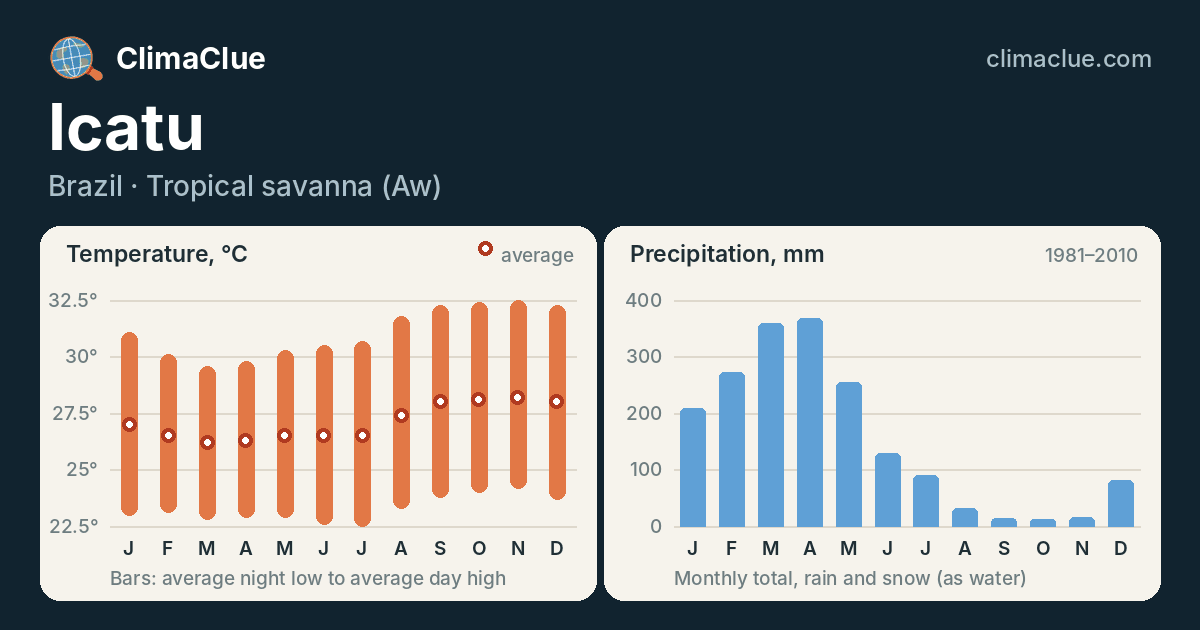 ClimaClue
climaclue.com
Icatu
Brazil · Tropical savanna (Aw)
Temperature, °C
average
32.5°
30°
27.5°
25°
22.5°
J F M A M J J A S O N D
Bars: average night low to average day high
Precipitation, mm
1981–2010
400
300
200
100
0
J F M A M J J A S O N D
Monthly total, rain and snow (as water)